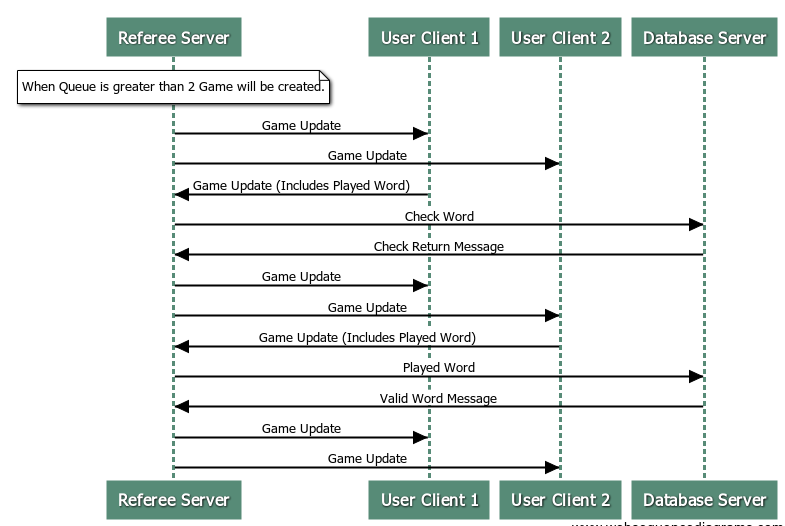 Referee Server
User Client 1
User Client 2
Database Server
When Queue is greater than 2 Game will be created.
Game Update
Game Update
Game Update (Includes Played Word)
Check Word
Check Return Message
Game Update
Game Update
Game Update (Includes Played Word)
Played Word
Valid Word Message
Game Update
Game Update
Referee Server
User Client 1
User Client 2
Database Server
www.websequencediagrams.com